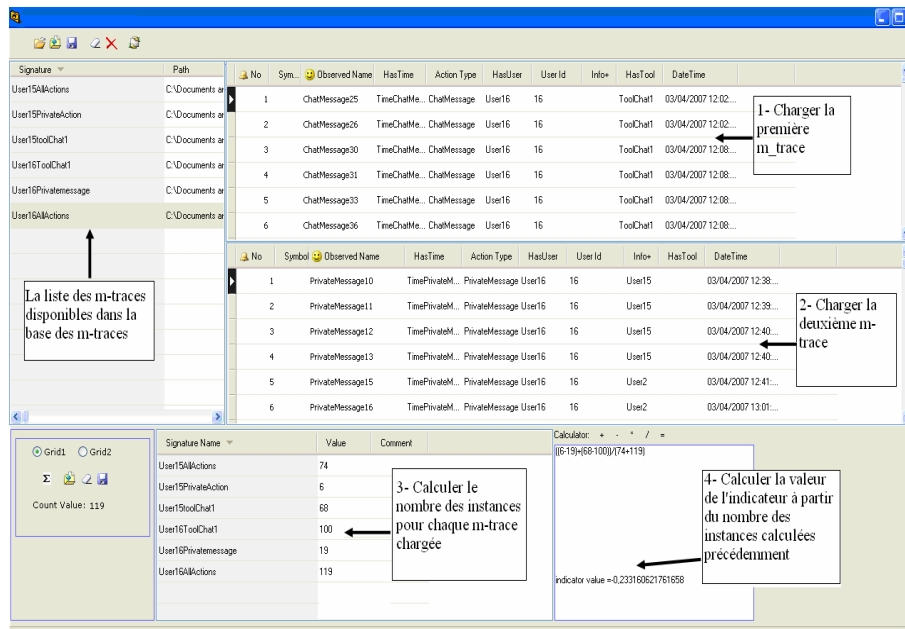 Signature Path
User15AllActions C:\Documents ar
User15PrivateAction C:\Documents ar
User15toolChat1 C:\Documents ar
User16ToolChat1 C:\Documents ar
User16Privatemessage C:\Documents ar
User16AllActions C:\Documents ar
La liste des m-traces
disponibles dans la
base des m-traces
No Sym... Observed Name HasTime Action Type HasUser User Id Info+ HasTool DateTime
1 ChatMessage25 TimeChatMe... ChatMessage User16 16 ToolChat1 03/04/2007 12:02:...
2 ChatMessage26 TimeChatMe... ChatMessage User16 16 ToolChat1 03/04/2007 12:02:...
3 ChatMessage30 TimeChatMe... ChatMessage User16 16 ToolChat1 03/04/2007 12:08:...
4 ChatMessage31 TimeChatMe... ChatMessage User16 16 ToolChat1 03/04/2007 12:08:...
5 ChatMessage33 TimeChatMe... ChatMessage User16 16 ToolChat1 03/04/2007 12:08:...
6 ChatMessage36 TimeChatMe... ChatMessage User16 16 ToolChat1 03/04/2007 12:08:...
1- Charger la
première
m_trace
No Symbol Observed Name HasTime Action Type HasUser User Id Info+ HasTool DateTime
1 PrivateMessage10 TimePrivateM... PrivateMessage User16 16 User15 03/04/2007 12:38:...
2 PrivateMessage11 TimePrivateM... PrivateMessage User16 16 User15 03/04/2007 12:39:...
3 PrivateMessage12 TimePrivateM... PrivateMessage User16 16 User15 03/04/2007 12:40:...
4 PrivateMessage13 TimePrivateM... PrivateMessage User16 16 User15 03/04/2007 12:40:...
5 PrivateMessage15 TimePrivateM... PrivateMessage User16 16 User2 03/04/2007 12:41:...
6 PrivateMessage16 TimePrivateM... PrivateMessage User16 16 User2 03/04/2007 13:01:...
2- Charger la
deuxième m-
trace
Grid1 Grid2
Σ
Count Value: 119
Signature Name Value Comment
User15AllActions 74
User15PrivateAction 6
User15toolChat1 68
User16ToolChat1 100
User16Privatemessage 19
User16AllActions 119
3- Calculer le
nombre des instances
pour chaque m-trace
chargée
Calculator: + - * / =
((6-19)+(68-100))/(74+119)
4- Calculer la valeur
de l'indicateur à partir
du nombre des
instances calculées
précédemment
indicator value =-0,233160621761658